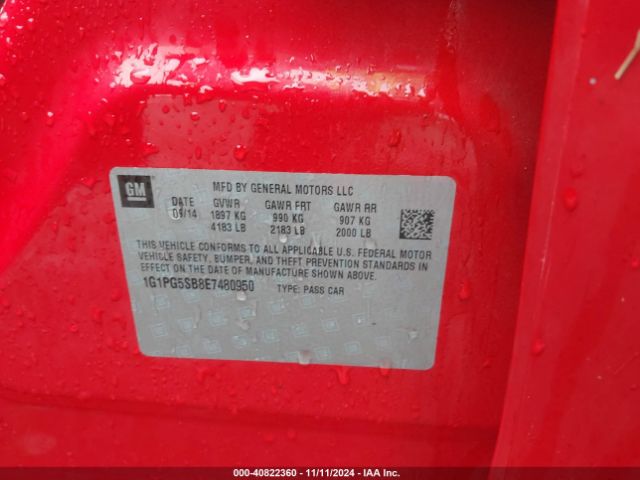 GM
MFD BY GENERAL MOTORS LLC
DATE GVWR GAWR FRT GAWR RR
/14 1897 KG 990 KG 907 KG
4183 LB 2183 LB 2000 LB
THIS VEHICLE CONFORMS TO ALL APPLICABLE U.S. FEDERAL MOTOR
VEHICLE SAFETY, BUMPER, AND THEFT PREVENTION STANDARDS IN
EFFECT ON THE DATE OF MANUFACTURE SHOWN ABOVE.
1G1PG5SB8E7480950 TYPE: PASS CAR
000-40822360 - 11/11/2024 - IAA Inc.